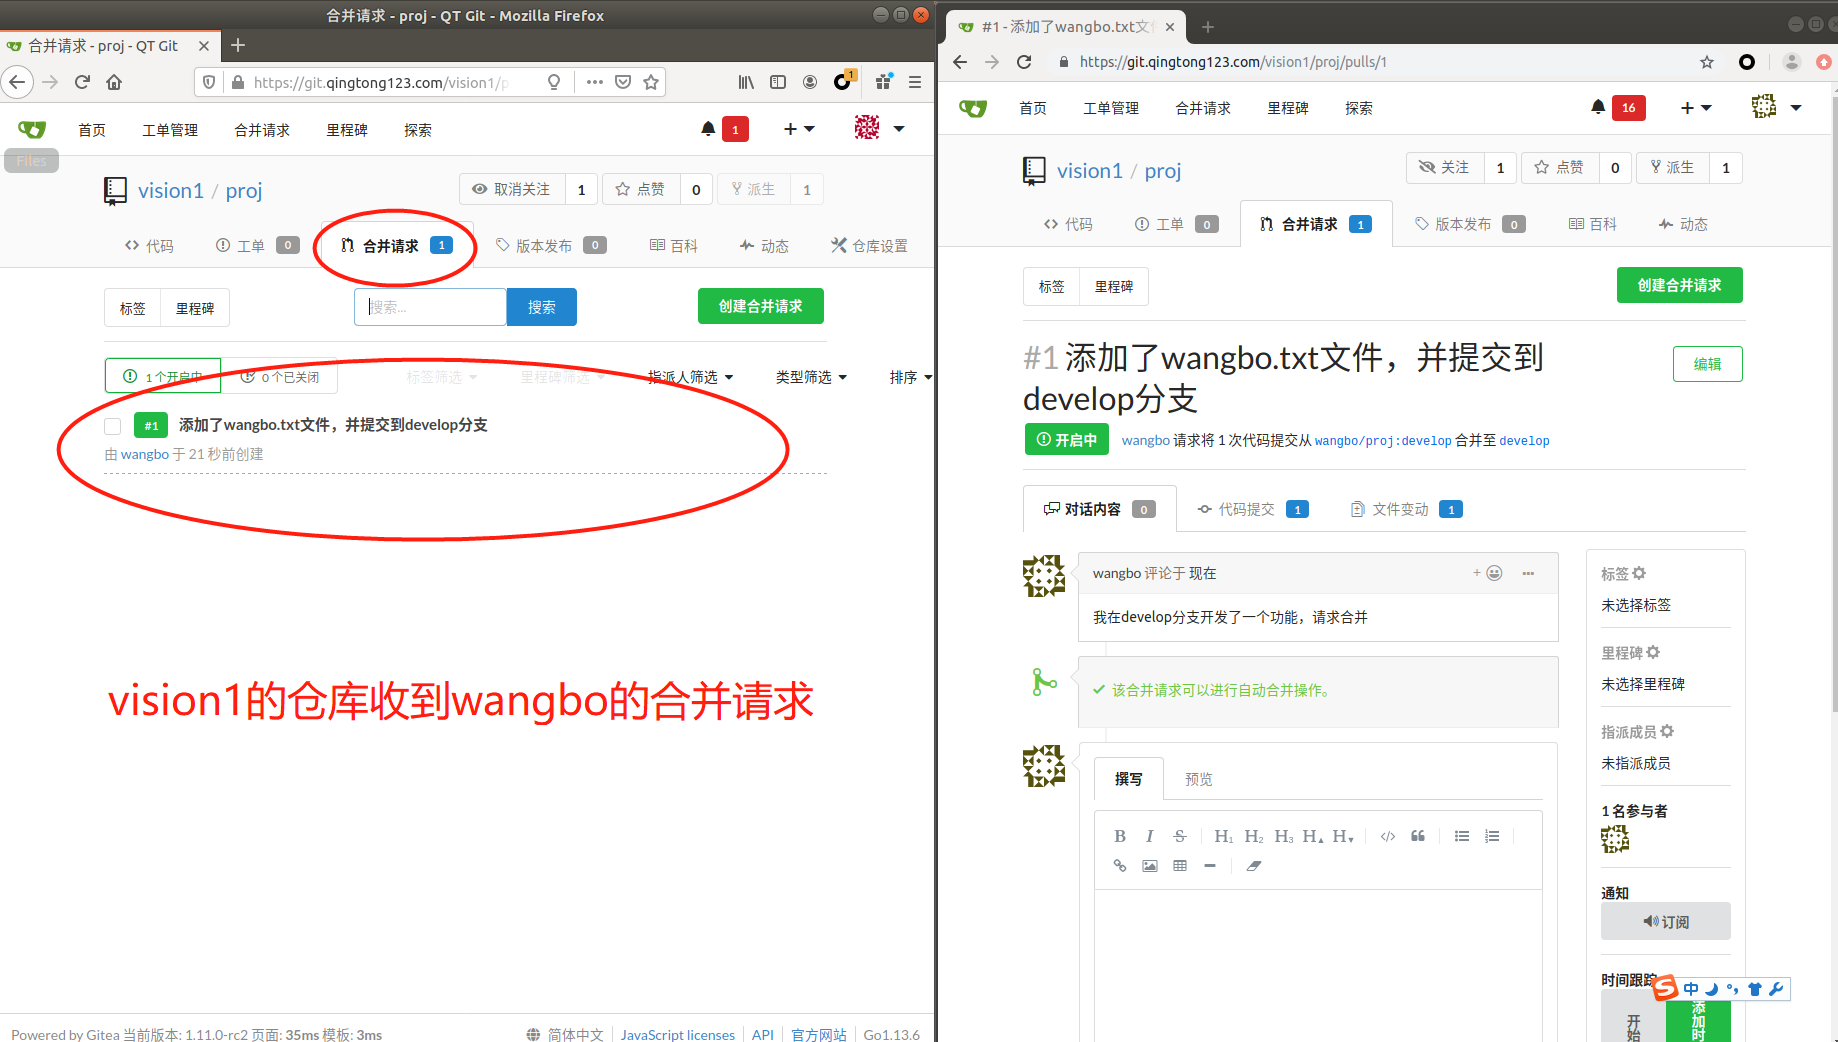 合并请求 - proj - QT Git - Mozilla Firefox
合并请求 - proj - QT Git
https://git.qingtong123.com/vision1/p
1
首页 工单管理 合并请求 里程碑 探索
1
Files
vision1 / proj
取消关注 1 点赞 0 派生 1
代码 工单 0 合并请求 1 版本发布 0 百科 动态 仓库设置
标签 里程碑 搜索... 搜索 创建合并请求
1个开启中 0个已关闭 标签筛选 里程碑筛选 指派人筛选 类型筛选 排序
#1 添加了wangbo.txt文件，并提交到develop分支
由 wangbo 于 21 秒前创建
vision1的仓库收到wangbo的合并请求
Powered by Gitea 当前版本: 1.11.0-rc2 页面: 35ms 模板: 3ms
简体中文 JavaScript licenses API 官方网站 Go1.13.6
#1 - 添加了wangbo.txt文
https://git.qingtong123.com/vision1/proj/pulls/1
首页 工单管理 合并请求 里程碑 探索
16
vision1 / proj
关注 1 点赞 0 派生 1
代码 工单 0 合并请求 1 版本发布 0 百科 动态
标签 里程碑 创建合并请求
#1 添加了wangbo.txt文件，并提交到
develop分支
编辑
开启中 wangbo 请求将 1 次代码提交从 wangbo/proj:develop 合并至 develop
对话内容 0 代码提交 1 文件变动 1
wangbo 评论于 现在
我在develop分支开发了一个功能，请求合并
该合并请求可以进行自动合并操作。
撰写 预览
B I S H1 H2 H3 H▲ H▼
标签
未选择标签
里程碑
未选择里程碑
指派成员
未指派成员
1 名参与者
通知
订阅
时间跟踪
S 中
开始
添加时